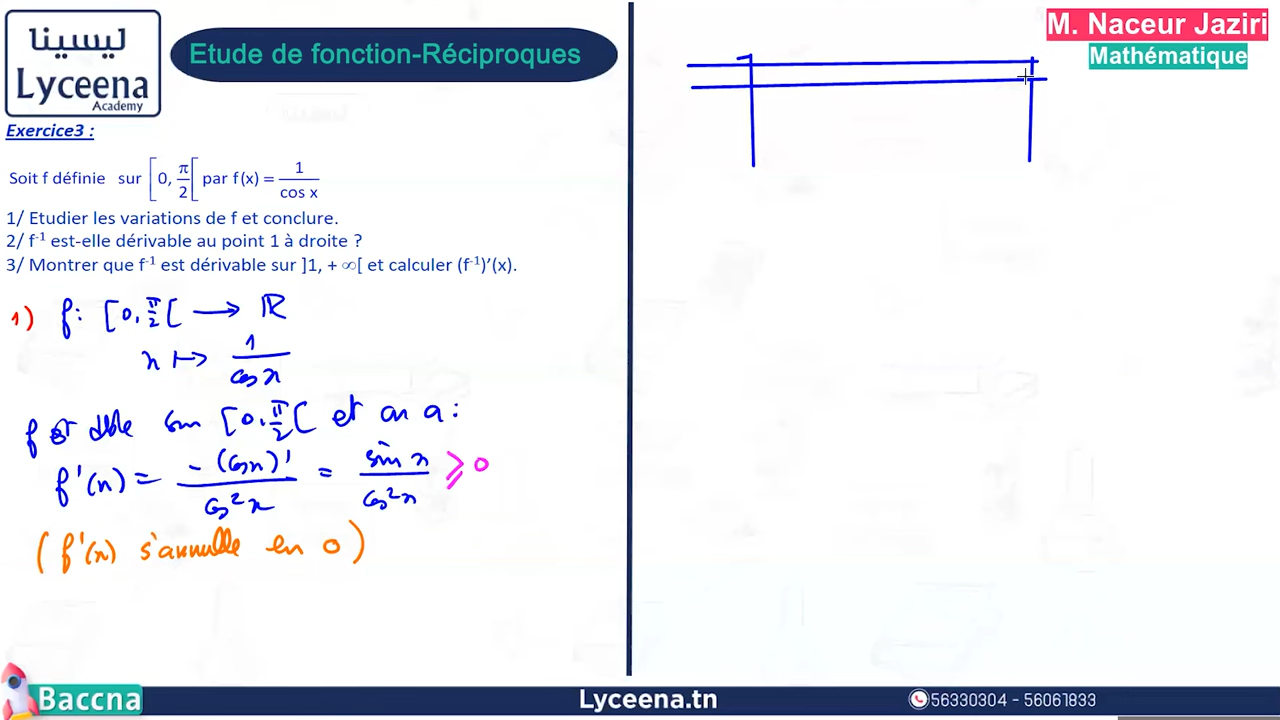 ليسينا
Lyceena
Academy
Etude de fonction-Réciproques
M. Naceur Jaziri
Mathématique
Exercice3 :
Soit f définie sur [0, π/2[ par f(x) = 1/cos x
1/ Etudier les variations de f et conclure.
2/ f⁻¹ est-elle dérivable au point 1 à droite ?
3/ Montrer que f⁻¹ est dérivable sur ]1, + ∞[ et calculer (f⁻¹)'(x).
1) f: [0, π/2[ → ℝ
x ↦ 1/cos x
f est dble sur [0, π/2[ et on a :
f'(x) = -(cos x)'/cos²x = sin x/cos²x ⩾ 0
(f'(x) s'annulle en 0)
Baccna
Lyceena.tn
56330304 - 56061833